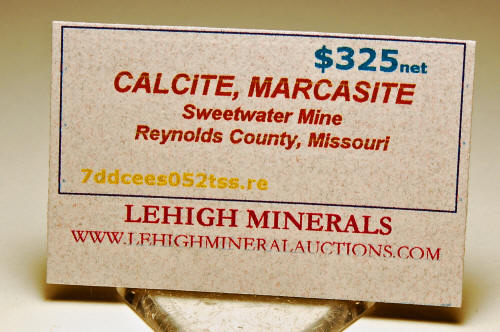 $325net
CALCITE, MARCASITE
Sweetwater Mine
Reynolds County, Missouri
7ddcees052tss.re
LEHIGH MINERALS
WWW.LEHIGHMINERALAUCTIONS.COM